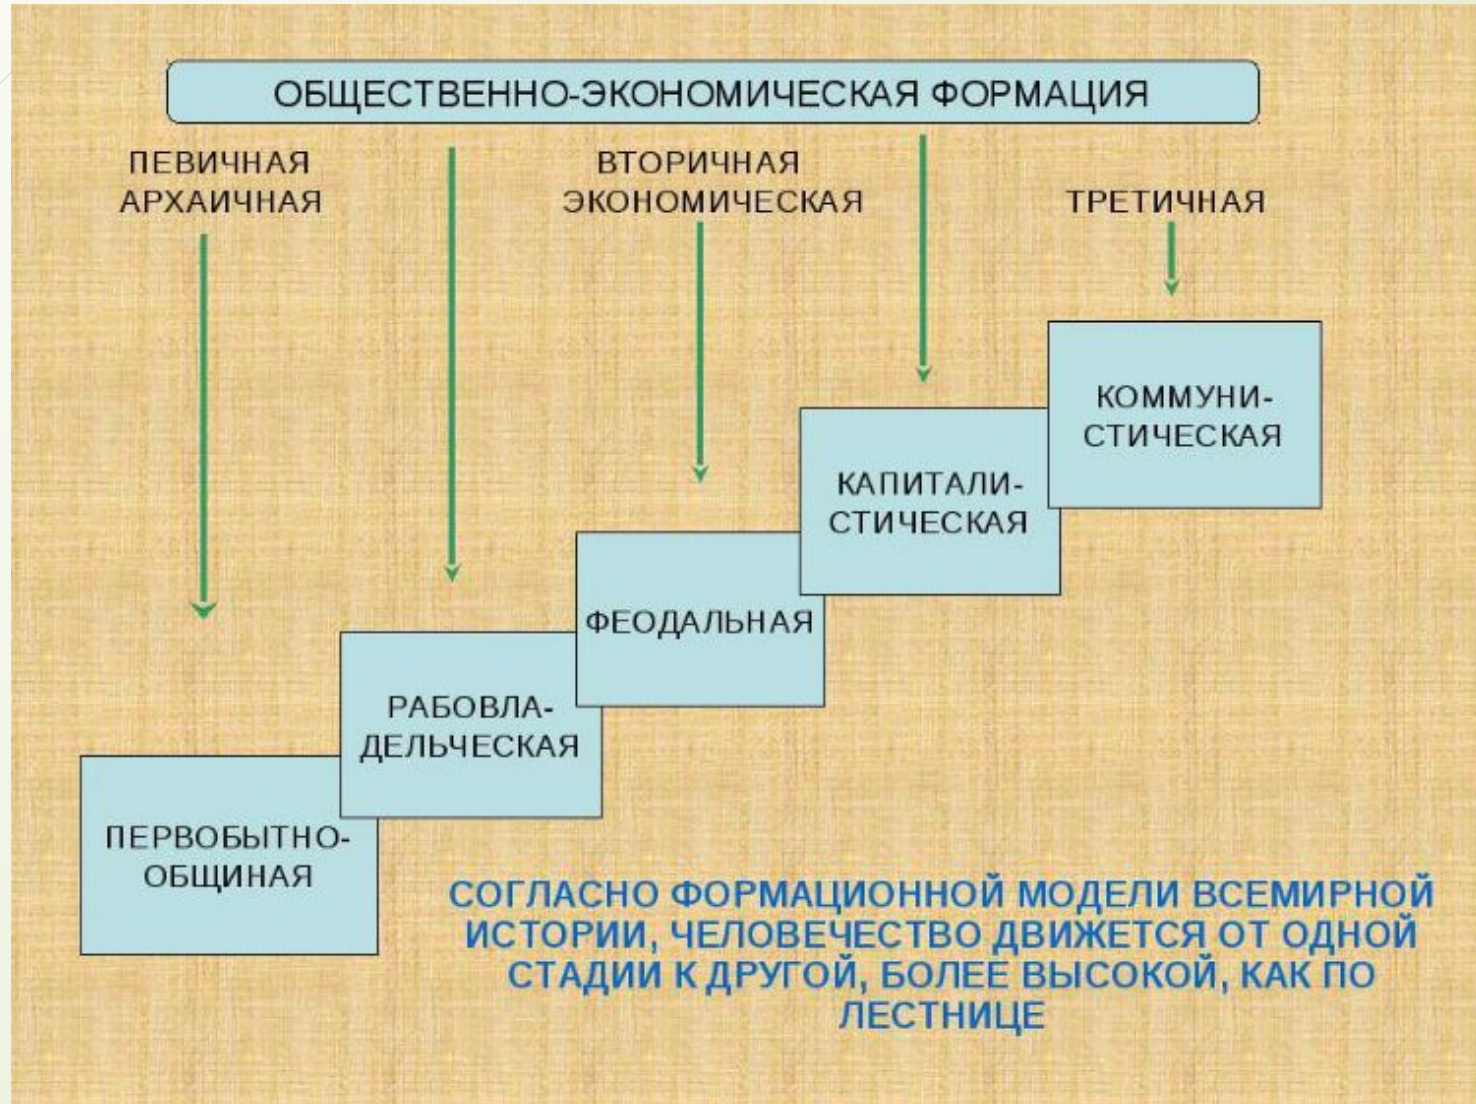 ОБЩЕСТВЕННО-ЭКОНОМИЧЕСКАЯ ФОРМАЦИЯ
ПЕВИЧНАЯ
АРХАИЧНАЯ
ВТОРИЧНАЯ
ЭКОНОМИЧЕСКАЯ
ТРЕТИЧНАЯ
КОММУНИ-
СТИЧЕСКАЯ
КАПИТАЛИ-
СТИЧЕСКАЯ
ФЕОДАЛЬНАЯ
РАБОВЛА-
ДЕЛЬЧЕСКАЯ
ПЕРВОБЫТНО-
ОБЩИНАЯ
СОГЛАСНО ФОРМАЦИОННОЙ МОДЕЛИ ВСЕМИРНОЙ
ИСТОРИИ, ЧЕЛОВЕЧЕСТВО ДВИЖЕТСЯ ОТ ОДНОЙ
СТАДИИ К ДРУГОЙ, БОЛЕЕ ВЫСОКОЙ, КАК ПО
ЛЕСТНИЦЕ